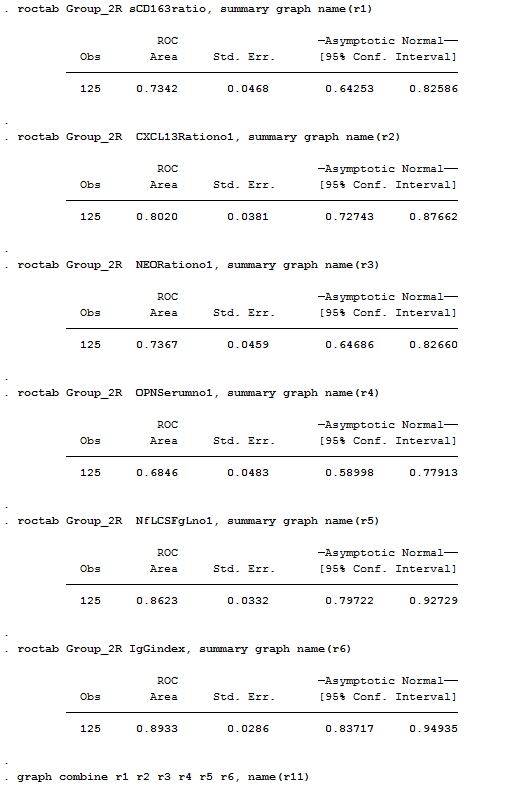 . roctab Group_2R sCD163ratio, summary graph name(r1)
ROC ─Asymptotic Normal──
Obs Area Std. Err. [95% Conf. Interval]
125 0.7342 0.0468 0.64253 0.82586
.
. roctab Group_2R  CXCL13Rationo1, summary graph name(r2)
ROC ─Asymptotic Normal──
Obs Area Std. Err. [95% Conf. Interval]
125 0.8020 0.0381 0.72743 0.87662
.
. roctab Group_2R  NEORationo1, summary graph name(r3)
ROC ─Asymptotic Normal──
Obs Area Std. Err. [95% Conf. Interval]
125 0.7367 0.0459 0.64686 0.82660
.
. roctab Group_2R  OPNSerumno1, summary graph name(r4)
ROC ─Asymptotic Normal──
Obs Area Std. Err. [95% Conf. Interval]
125 0.6846 0.0483 0.58998 0.77913
.
. roctab Group_2R  NfLCSFgLno1, summary graph name(r5)
ROC ─Asymptotic Normal──
Obs Area Std. Err. [95% Conf. Interval]
125 0.8623 0.0332 0.79722 0.92729
.
. roctab Group_2R IgGindex, summary graph name(r6)
ROC ─Asymptotic Normal──
Obs Area Std. Err. [95% Conf. Interval]
125 0.8933 0.0286 0.83717 0.94935
.
. graph combine r1 r2 r3 r4 r5 r6, name(r11)